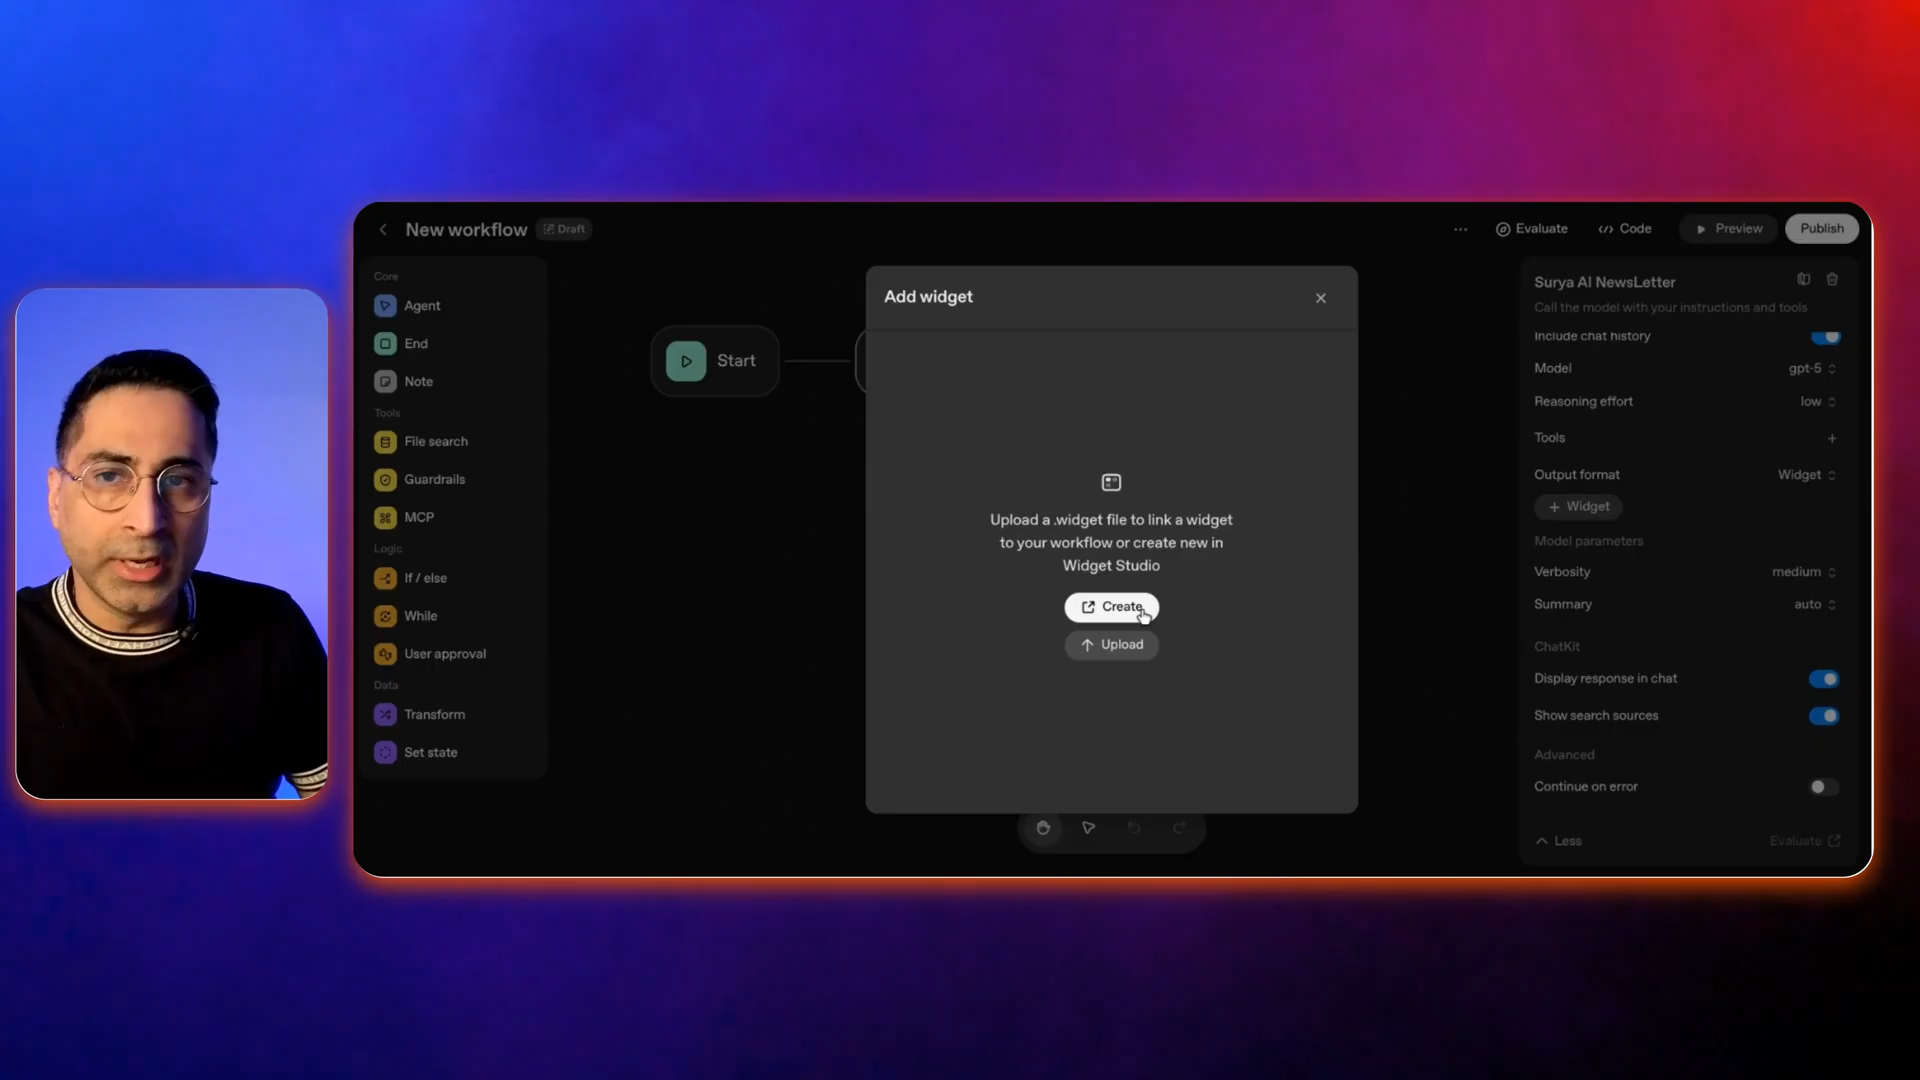 New workflow
Draft
Evaluate
Code
Preview
Publish
Core
Agent
End
Note
Tools
File search
Guardrails
MCP
Logic
If / else
While
User approval
Data
Transform
Set state
Start
Add widget
Upload a .widget file to link a widget
to your workflow or create new in
Widget Studio
Create
Upload
Surya AI NewsLetter
Call the model with your instructions and tools
Include chat history
Model
gpt-5
Reasoning effort
low
Tools
Output format
Widget
Widget
Model parameters
Verbosity
medium
Summary
auto
ChatKit
Display response in chat
Show search sources
Advanced
Continue on error
Less
Evaluate